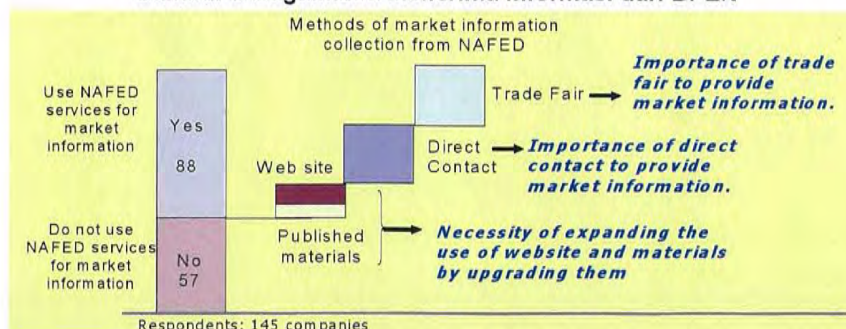 Methods of market information
collection from NAFED
Use NAFED
services for
market
information
Yes
88
Do not use
NAFED services
for market
information
No
57
Web site
Published
materials
Direct
Contact
Trade Fair
Importance of trade
fair to provide
market information.
Importance of direct
contact to provide
market information.
Necessity of expanding the
use of website and materials
by upgrading them
Respondents: 145 companies